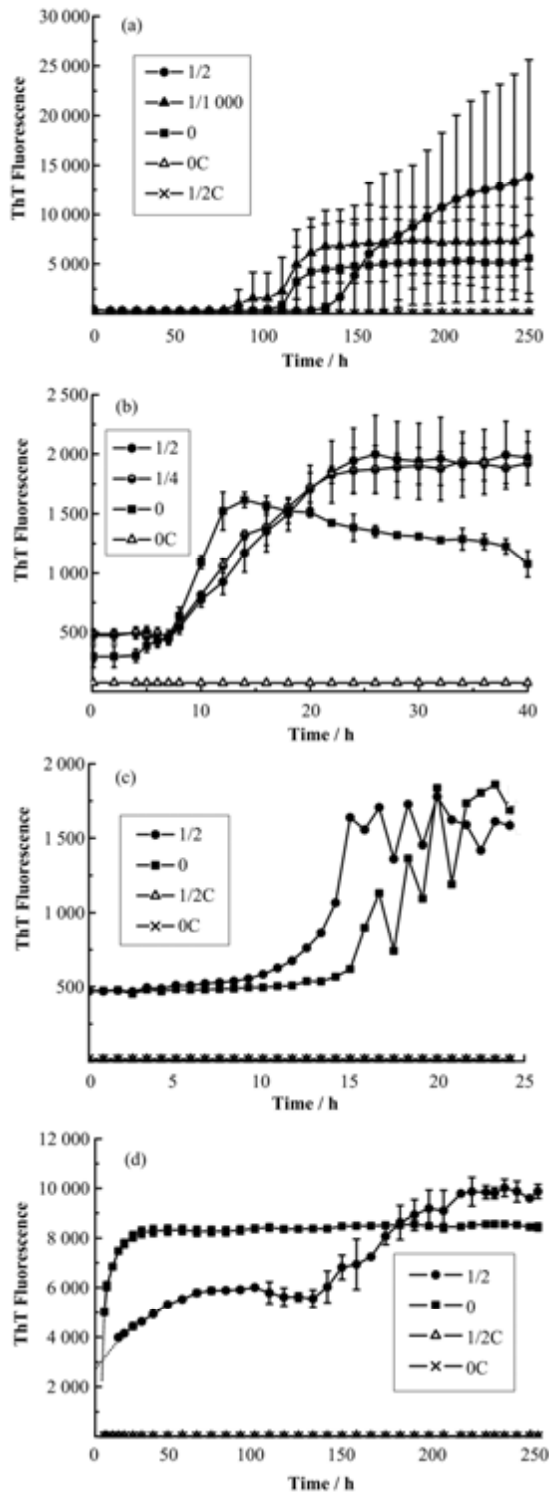 (a)
1/2
1/1 000
0
0C
1/2C
ThT Fluorescence
30 000
25 000
20 000
15 000
10 000
5 000
0 50 100 150 200 250
Time / h
(b)
1/2
1/4
0
0C
ThT Fluorescence
2 500
2 000
1 500
1 000
500
0 10 20 30 40
Time / h
(c)
1/2
0
1/2C
0C
ThT Fluorescence
2 000
1 500
1 000
500
0 5 10 15 20 25
Time / h
(d)
1/2
0
1/2C
0C
ThT Fluorescence
12 000
10 000
8 000
6 000
4 000
2 000
0 50 100 150 200 250
Time / h